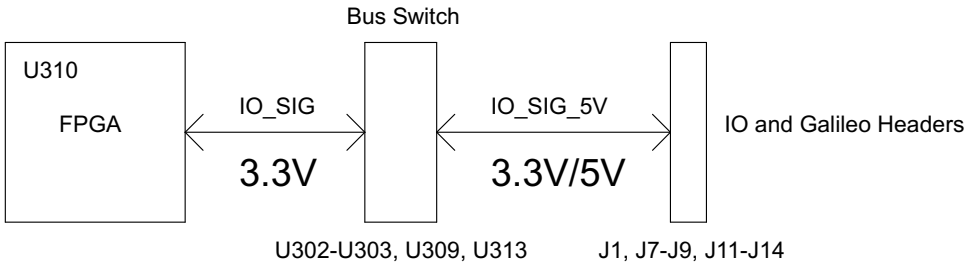 Bus Switch
U310
FPGA
IO_SIG
IO_SIG_5V
IO and Galileo Headers
3.3V
3.3V/5V
U302-U303, U309, U313
J1, J7-J9, J11-J14